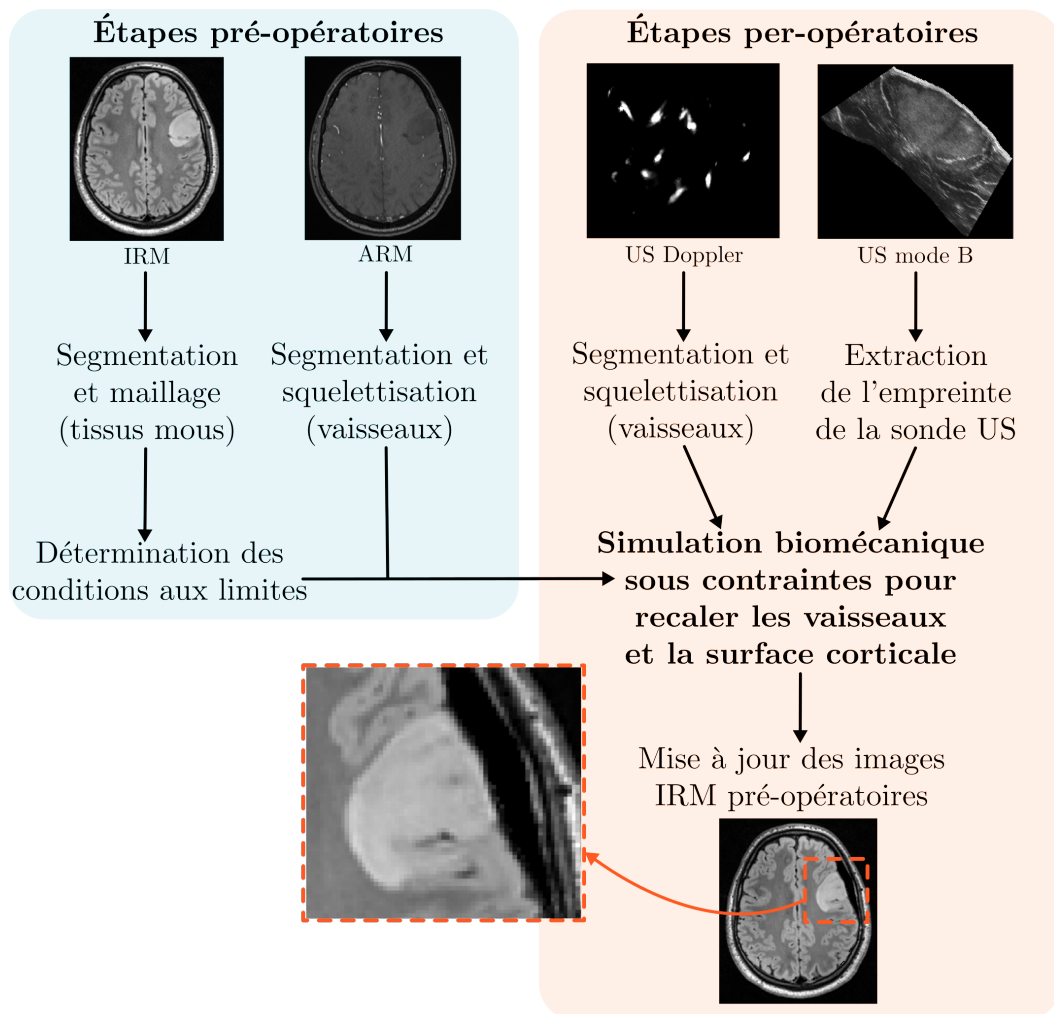 Étapes pré-opératoires
IRM
ARM
Segmentation
et maillage
(tissus mous)
Segmentation et
squelettisation
(vaisseaux)
Détermination des
conditions aux limites
Étapes per-opératoires
US Doppler
US mode B
Segmentation et
squelettisation
(vaisseaux)
Extraction
de l'empreinte
de la sonde US
Simulation biomécanique
sous contraintes pour
recaler les vaisseaux
et la surface corticale
Mise à jour des images
IRM pré-opératoires